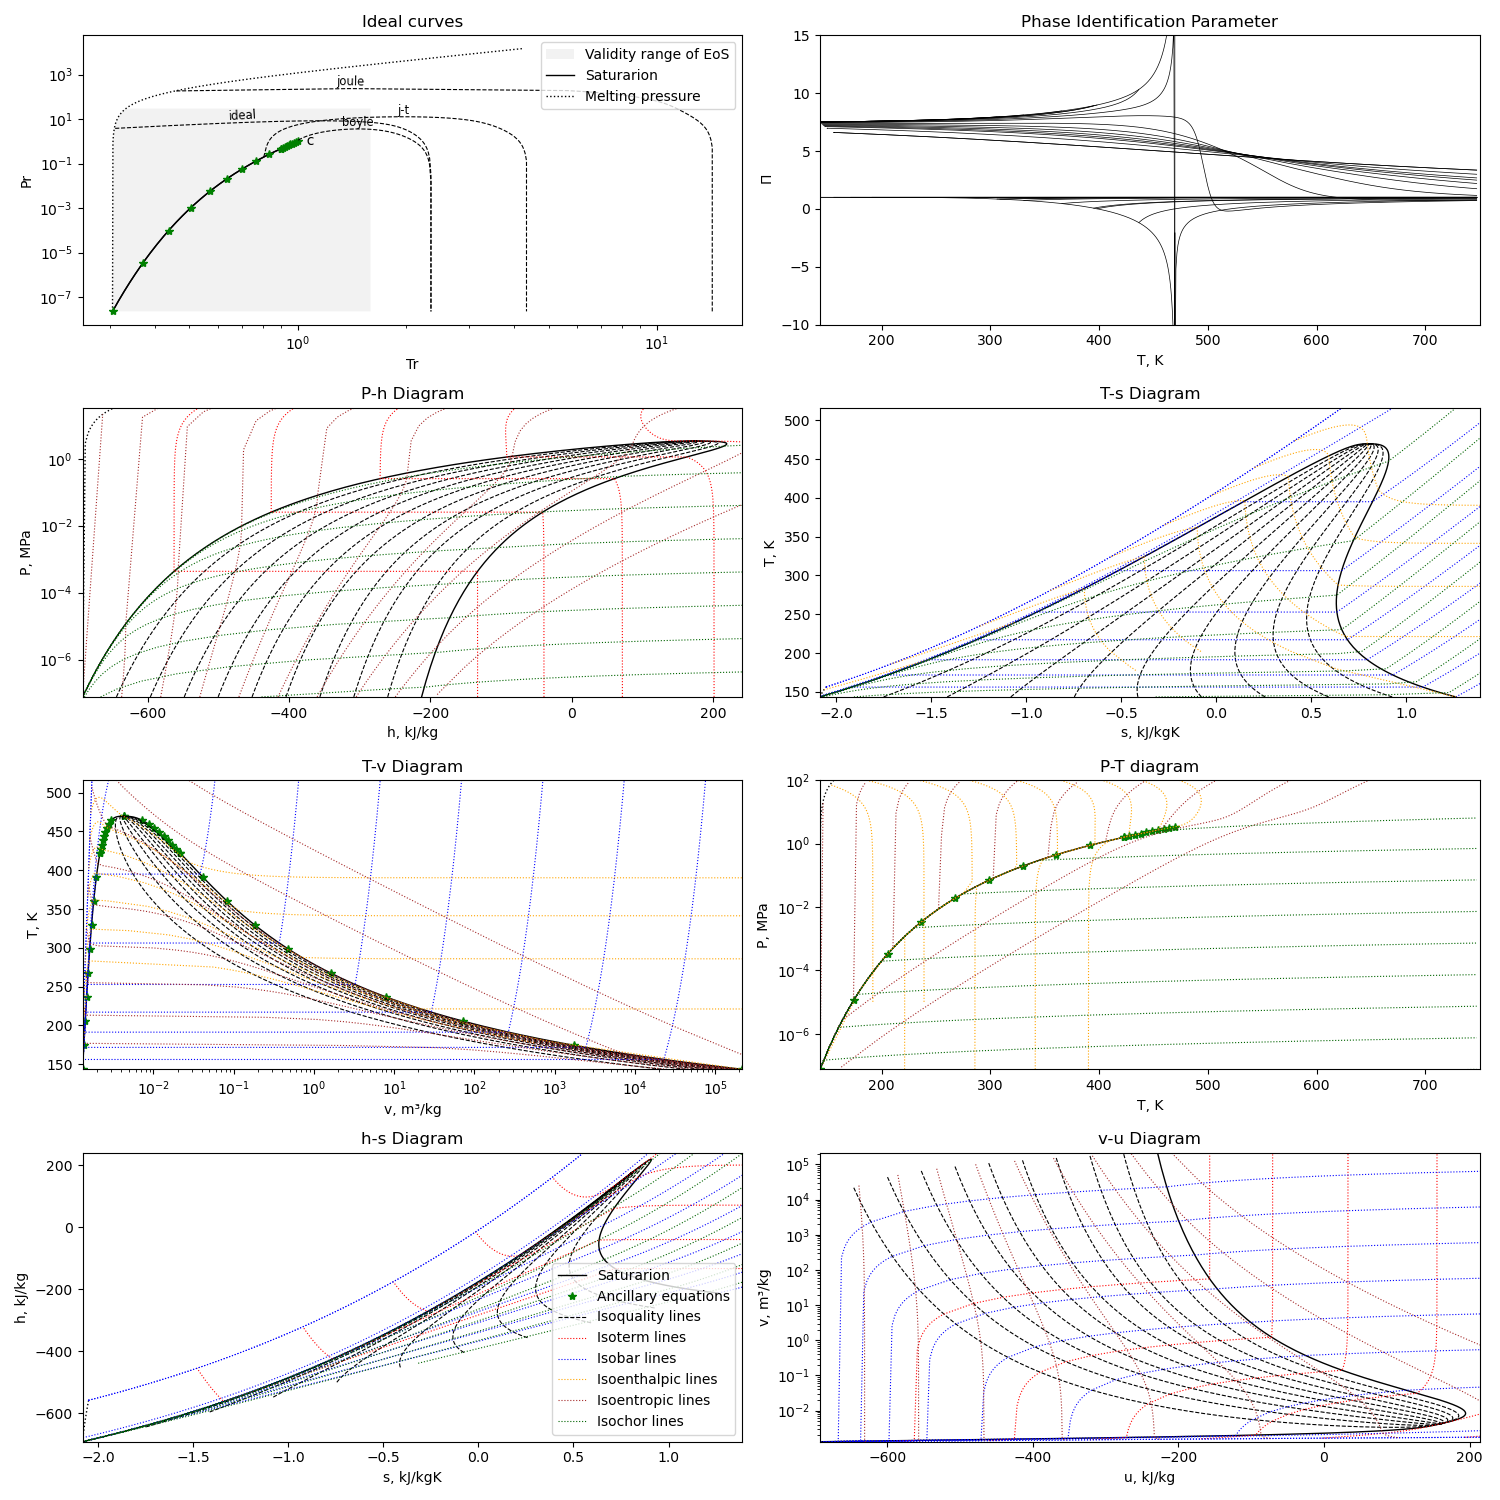 Ideal curves
Pr
10³
10¹
10⁻¹
10⁻³
10⁻⁵
10⁻⁷
joule
ideal
boyle
j-t
c
Validity range of EoS
Saturarion
Melting pressure
10⁰
10¹
Tr
Phase Identification Parameter
Π
15
10
5
0
−5
−10
200
300
400
500
600
700
T, K
P-h Diagram
P, MPa
10⁰
10⁻²
10⁻⁴
10⁻⁶
−600
−400
−200
0
200
h, kJ/kg
T-s Diagram
T, K
500
450
400
350
300
250
200
150
−2.0
−1.5
−1.0
−0.5
0.0
0.5
1.0
s, kJ/kgK
T-v Diagram
T, K
500
450
400
350
300
250
200
150
10⁻²
10⁻¹
10⁰
10¹
10²
10³
10⁴
10⁵
v, m³/kg
P-T diagram
P, MPa
10²
10⁰
10⁻²
10⁻⁴
10⁻⁶
200
300
400
500
600
700
T, K
h-s Diagram
h, kJ/kg
200
0
−200
−400
−600
Saturarion
Ancillary equations
Isoquality lines
Isoterm lines
Isobar lines
Isoenthalpic lines
Isoentropic lines
Isochor lines
−2.0
−1.5
−1.0
−0.5
0.0
0.5
1.0
s, kJ/kgK
v-u Diagram
v, m³/kg
10⁵
10⁴
10³
10²
10¹
10⁰
10⁻¹
10⁻²
−600
−400
−200
0
200
u, kJ/kg